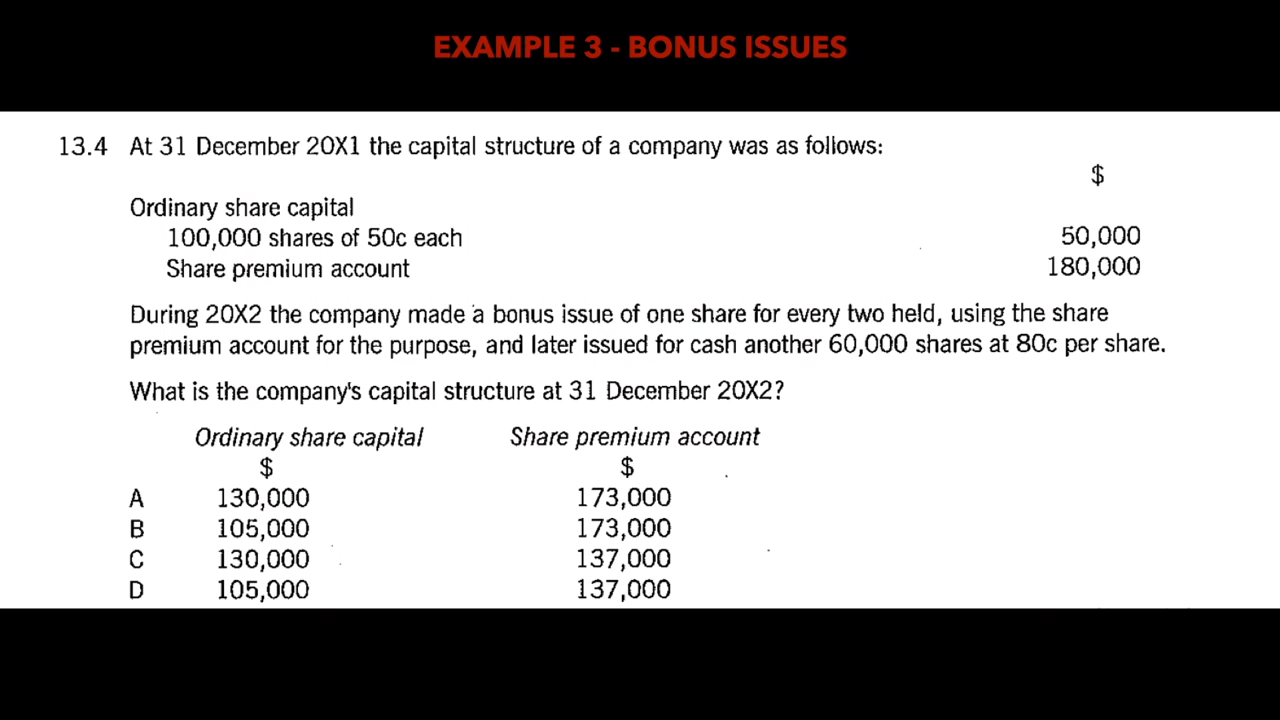 EXAMPLE 3 - BONUS ISSUES
13.4 At 31 December 20X1 the capital structure of a company was as follows:
$
Ordinary share capital
100,000 shares of 50c each 50,000
Share premium account 180,000
During 20X2 the company made a bonus issue of one share for every two held, using the share
premium account for the purpose, and later issued for cash another 60,000 shares at 80c per share.
What is the company's capital structure at 31 December 20X2?
Ordinary share capital Share premium account
$ $
A 130,000 173,000
B 105,000 173,000
C 130,000 137,000
D 105,000 137,000